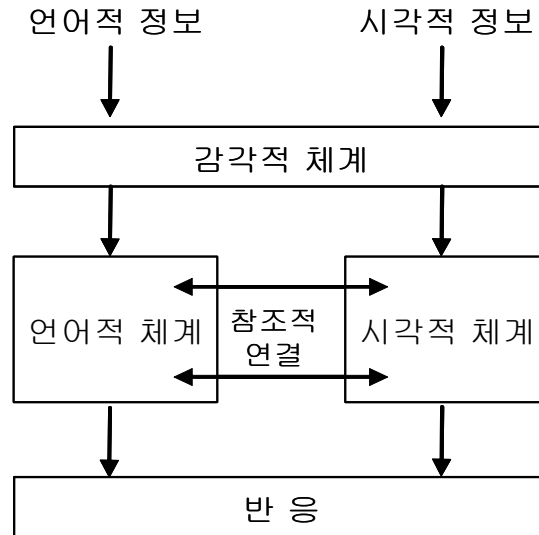 언어적 정보
시각적 정보
감각적 체계
언어적 체계
참조적
연결
시각적 체계
반 응